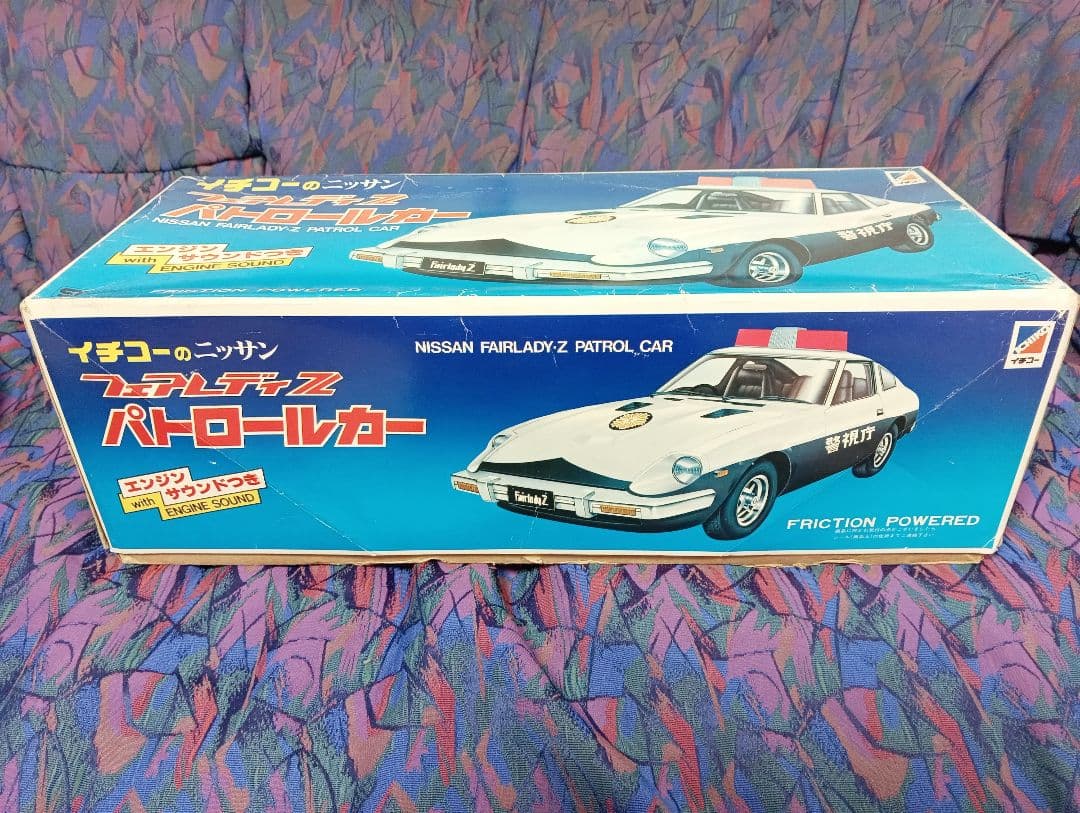 イチコーのニッサン
フェアレディZ
パトロールカー
NISSAN FAIRLADY·Z PATROL CAR
エンジン
サウンドつき
with ENGINE SOUND
FRICTION POWERED
Fairlady Z
警視庁
イチコーのニッサン
フェアレディZ
パトロールカー
NISSAN FAIRLADY·Z PATROL CAR
エンジン
サウンドつき
with ENGINE SOUND
Fairlady Z
警視庁
ICHIKO
イチコー
FRICTION POWERED